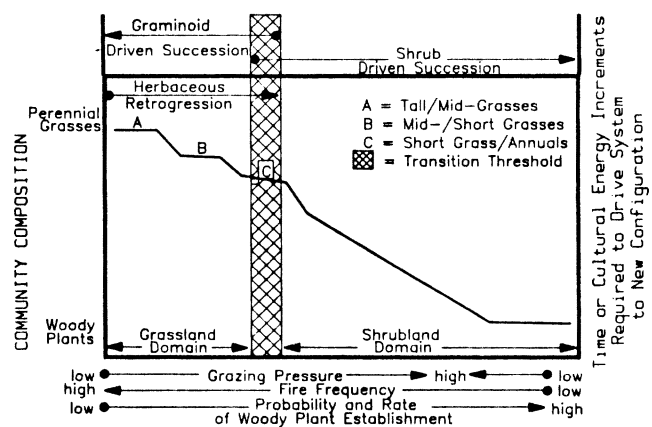 Graminoid
Driven Succession
Shrub
Driven Succession
Herbaceous
Retrogression
Perennial
Grasses
A
B
C
A = Tall/Mid-Grasses
B = Mid-/Short Grasses
C = Short Grass/Annuals
= Transition Threshold
COMMUNITY COMPOSITION
Time or Cultural Energy Increments
Required to Drive System
to New Configuration
Woody
Plants
Grassland
Domain
Shrubland
Domain
low Grazing Pressure high low
high Fire Frequency low
low Probability and Rate high
of Woody Plant Establishment